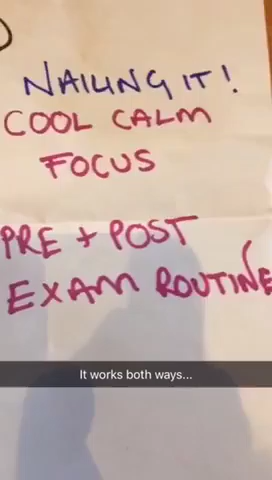 NAILING IT!
COOL CALM
FOCUS
PRE + POST
EXAM ROUTINE
It works both ways...